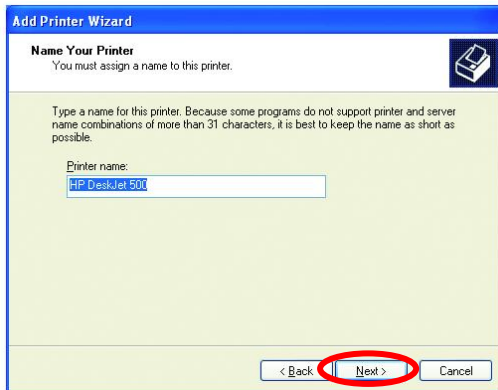 Add Printer Wizard
Name Your Printer
You must assign a name to this printer.
Type a name for this printer. Because some programs do not support printer and server
name combinations of more than 31 characters, it is best to keep the name as short as
possible.
Printer name:
HP DeskJet 500
< Back
Next >
Cancel